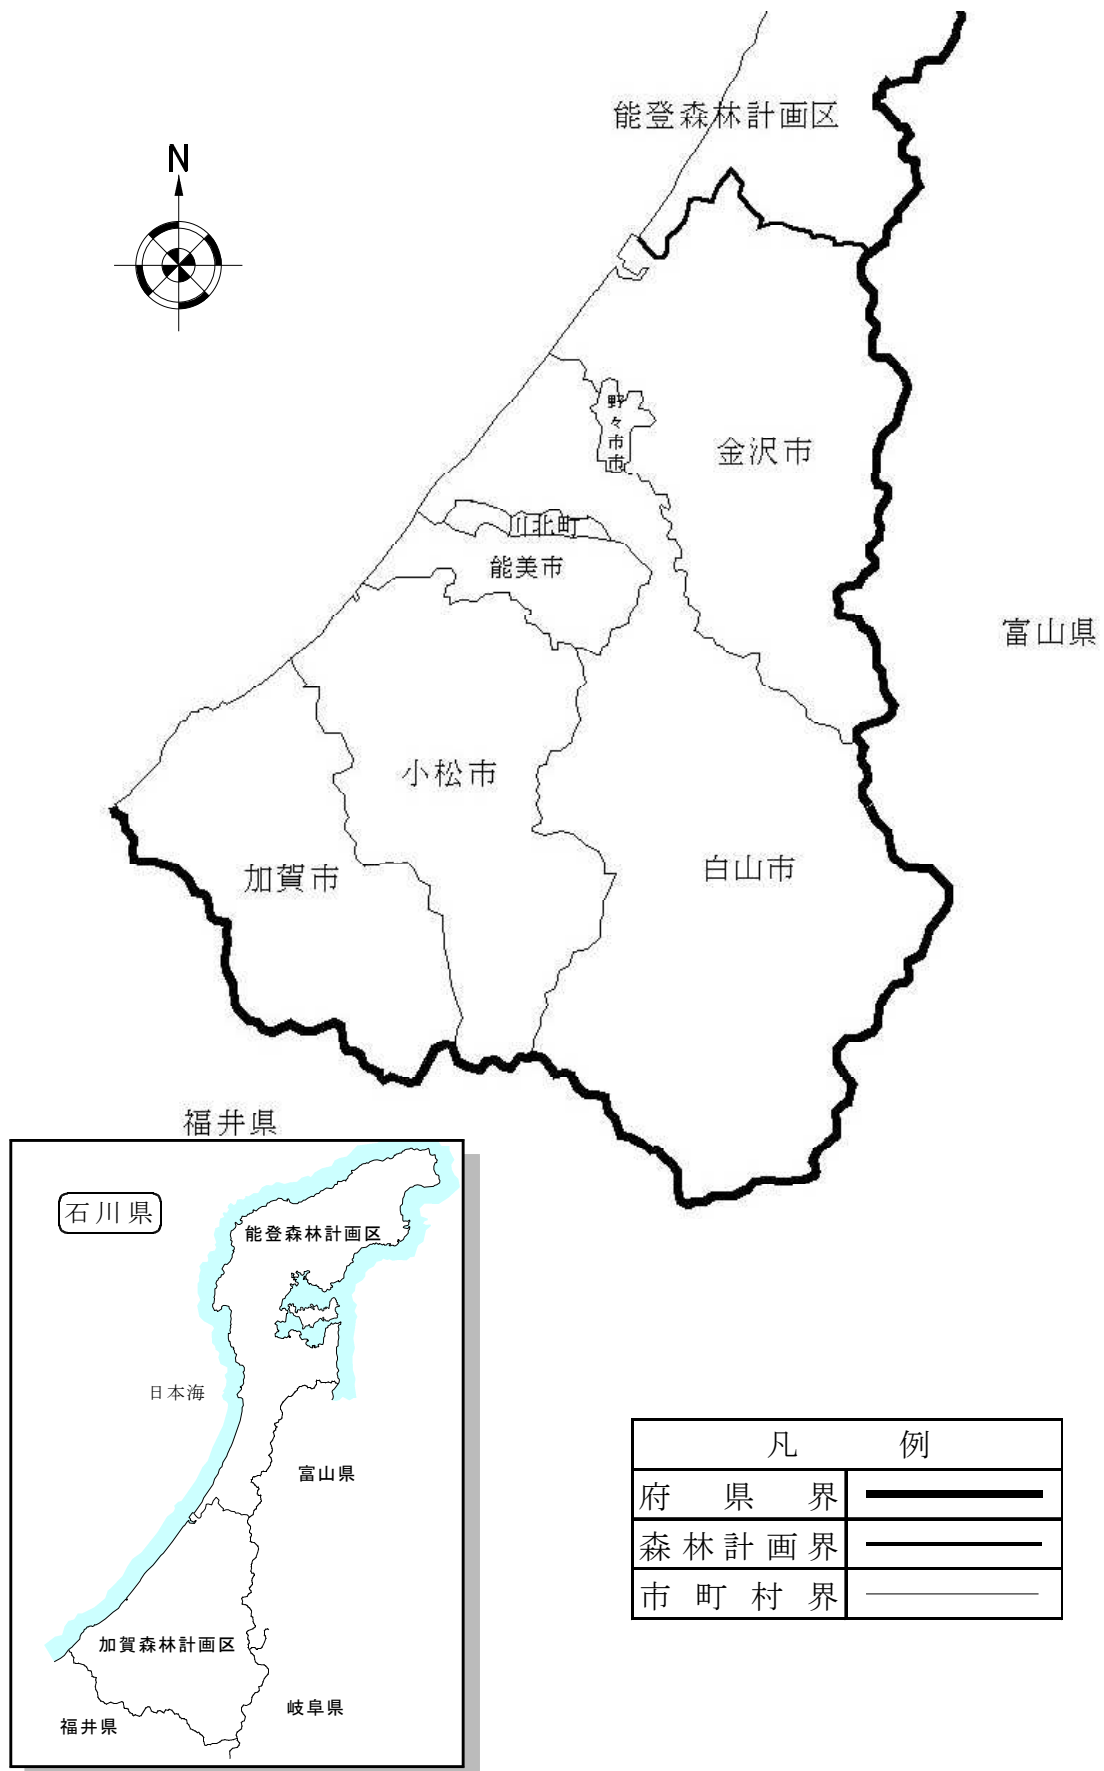 能登森林計画区
N
野々市市
金沢市
川北町
能美市
富山県
小松市
白山市
加賀市
福井県
石川県
能登森林計画区
日本海
富山県
加賀森林計画区
岐阜県
福井県
凡例
府県界
森林計画界
市町村界